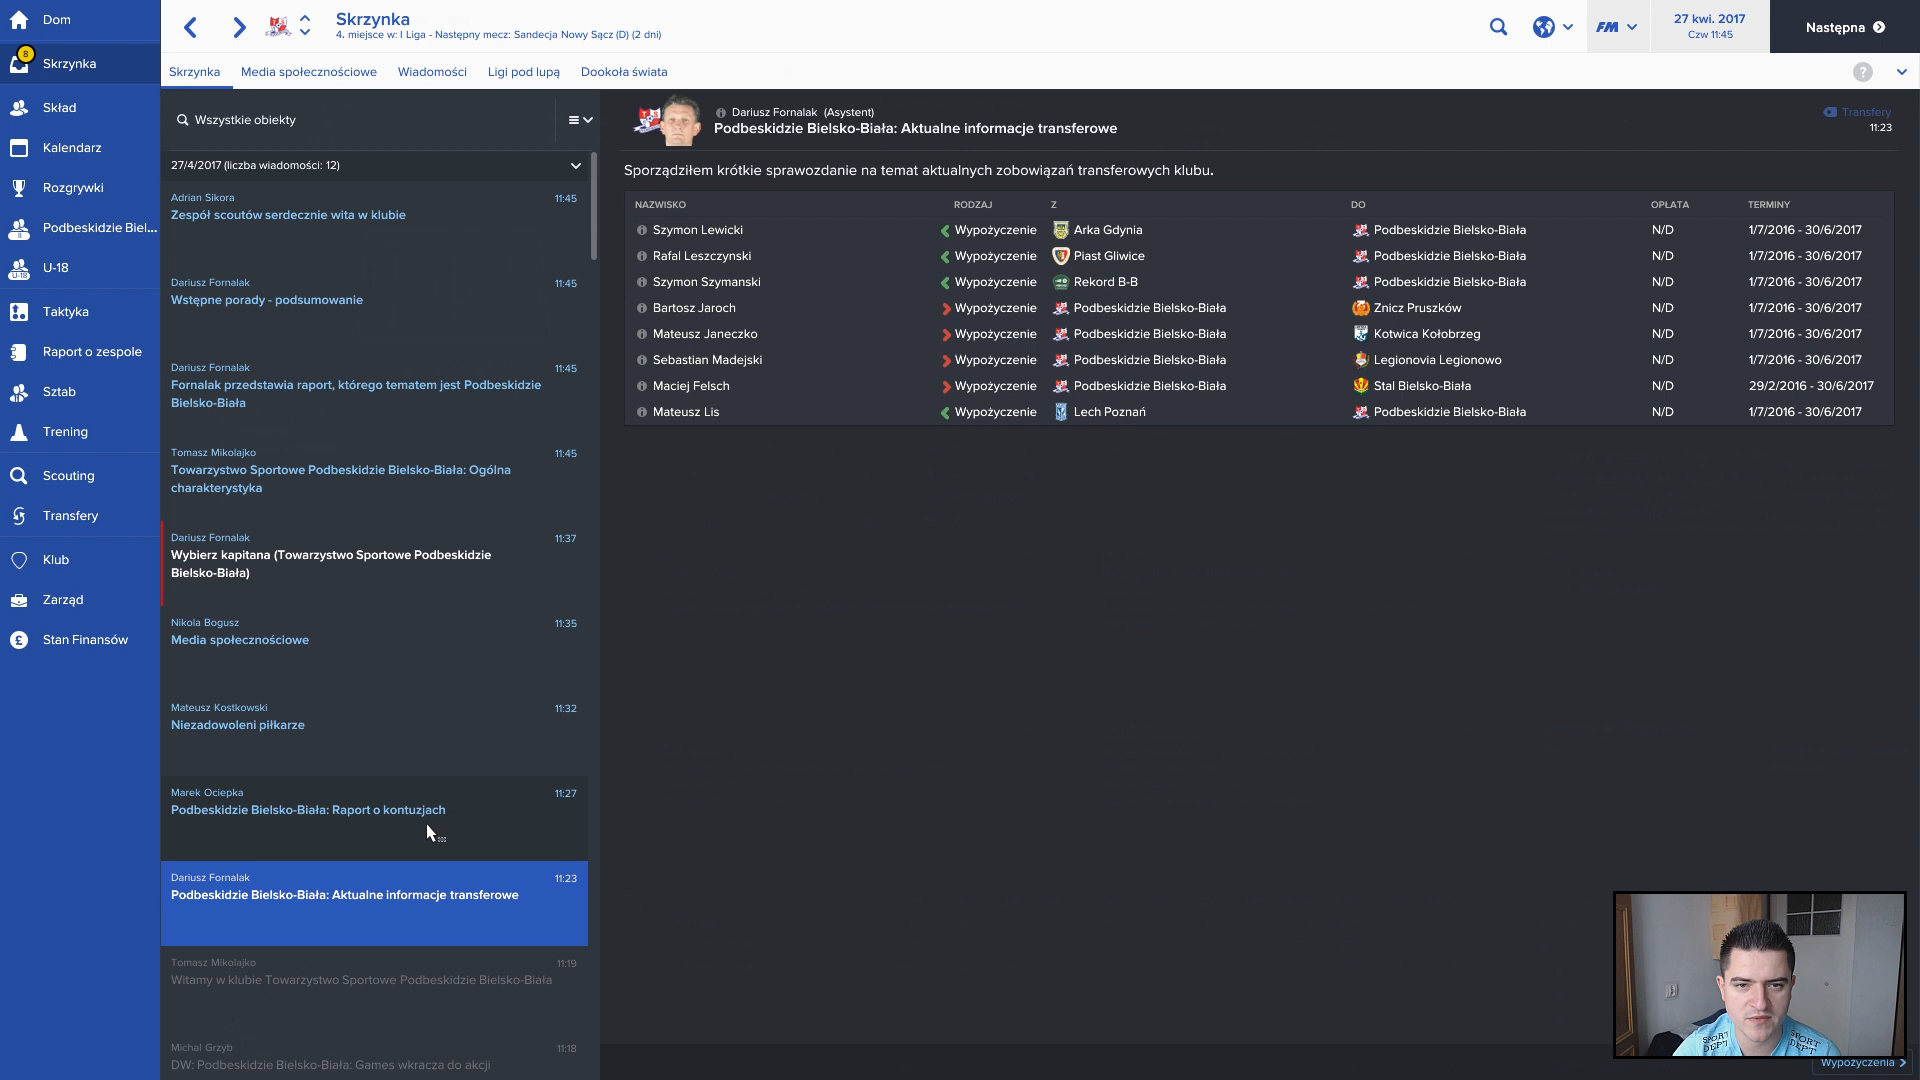 Dom
8
Skrzynka
Skład
Kalendarz
Rozgrywki
Podbeskidzie Biel...
U-18
Taktyka
Raport o zespole
Sztab
Trening
Scouting
Transfery
Klub
Zarząd
Stan Finansów
Skrzynka
4. miejsce w: I Liga - Następny mecz: Sandecja Nowy Sącz (D) (2 dni)
FM
27 kwi. 2017
Czw 11:45
Następna
Skrzynka Media społecznościowe Wiadomości Ligi pod lupą Dookoła świata
?
Wszystkie obiekty
27/4/2017 (liczba wiadomości: 12)
Adrian Sikora 11:45
Zespół scoutów serdecznie wita w klubie
Dariusz Fornalak 11:45
Wstępne porady - podsumowanie
Dariusz Fornalak 11:45
Fornalak przedstawia raport, którego tematem jest Podbeskidzie
Bielsko-Biała
Tomasz Mikolajko 11:45
Towarzystwo Sportowe Podbeskidzie Bielsko-Biała: Ogólna
charakterystyka
Dariusz Fornalak 11:37
Wybierz kapitana (Towarzystwo Sportowe Podbeskidzie
Bielsko-Biała)
Nikola Bogusz 11:35
Media społecznościowe
Mateusz Kostkowski 11:32
Niezadowoleni piłkarze
Marek Ociepka 11:27
Podbeskidzie Bielsko-Biała: Raport o kontuzjach
Dariusz Fornalak 11:23
Podbeskidzie Bielsko-Biała: Aktualne informacje transferowe
Tomasz Mikolajko 11:19
Witamy w klubie Towarzystwo Sportowe Podbeskidzie Bielsko-Biała
Michal Grzyb 11:18
DW: Podbeskidzie Bielsko-Biała: Games wkracza do akcji
Dariusz Fornalak (Asystent)
Podbeskidzie Bielsko-Biała: Aktualne informacje transferowe
Transfery
11:23
Sporządziłem krótkie sprawozdanie na temat aktualnych zobowiązań transferowych klubu.
NAZWISKO RODZAJ Z DO OPŁATA TERMINY
Szymon Lewicki Wypożyczenie Arka Gdynia Podbeskidzie Bielsko-Biała N/D 1/7/2016 - 30/6/2017
Rafal Leszczynski Wypożyczenie Piast Gliwice Podbeskidzie Bielsko-Biała N/D 1/7/2016 - 30/6/2017
Szymon Szymanski Wypożyczenie Rekord B-B Podbeskidzie Bielsko-Biała N/D 1/7/2016 - 30/6/2017
Bartosz Jaroch Wypożyczenie Podbeskidzie Bielsko-Biała Znicz Pruszków N/D 1/7/2016 - 30/6/2017
Mateusz Janeczko Wypożyczenie Podbeskidzie Bielsko-Biała Kotwica Kołobrzeg N/D 1/7/2016 - 30/6/2017
Sebastian Madejski Wypożyczenie Podbeskidzie Bielsko-Biała Legionovia Legionowo N/D 1/7/2016 - 30/6/2017
Maciej Felsch Wypożyczenie Podbeskidzie Bielsko-Biała Stal Bielsko-Biała N/D 29/2/2016 - 30/6/2017
Mateusz Lis Wypożyczenie Lech Poznań Podbeskidzie Bielsko-Biała N/D 1/7/2016 - 30/6/2017
SPORT DEPT
SPORT DEPT
Wypożyczenia